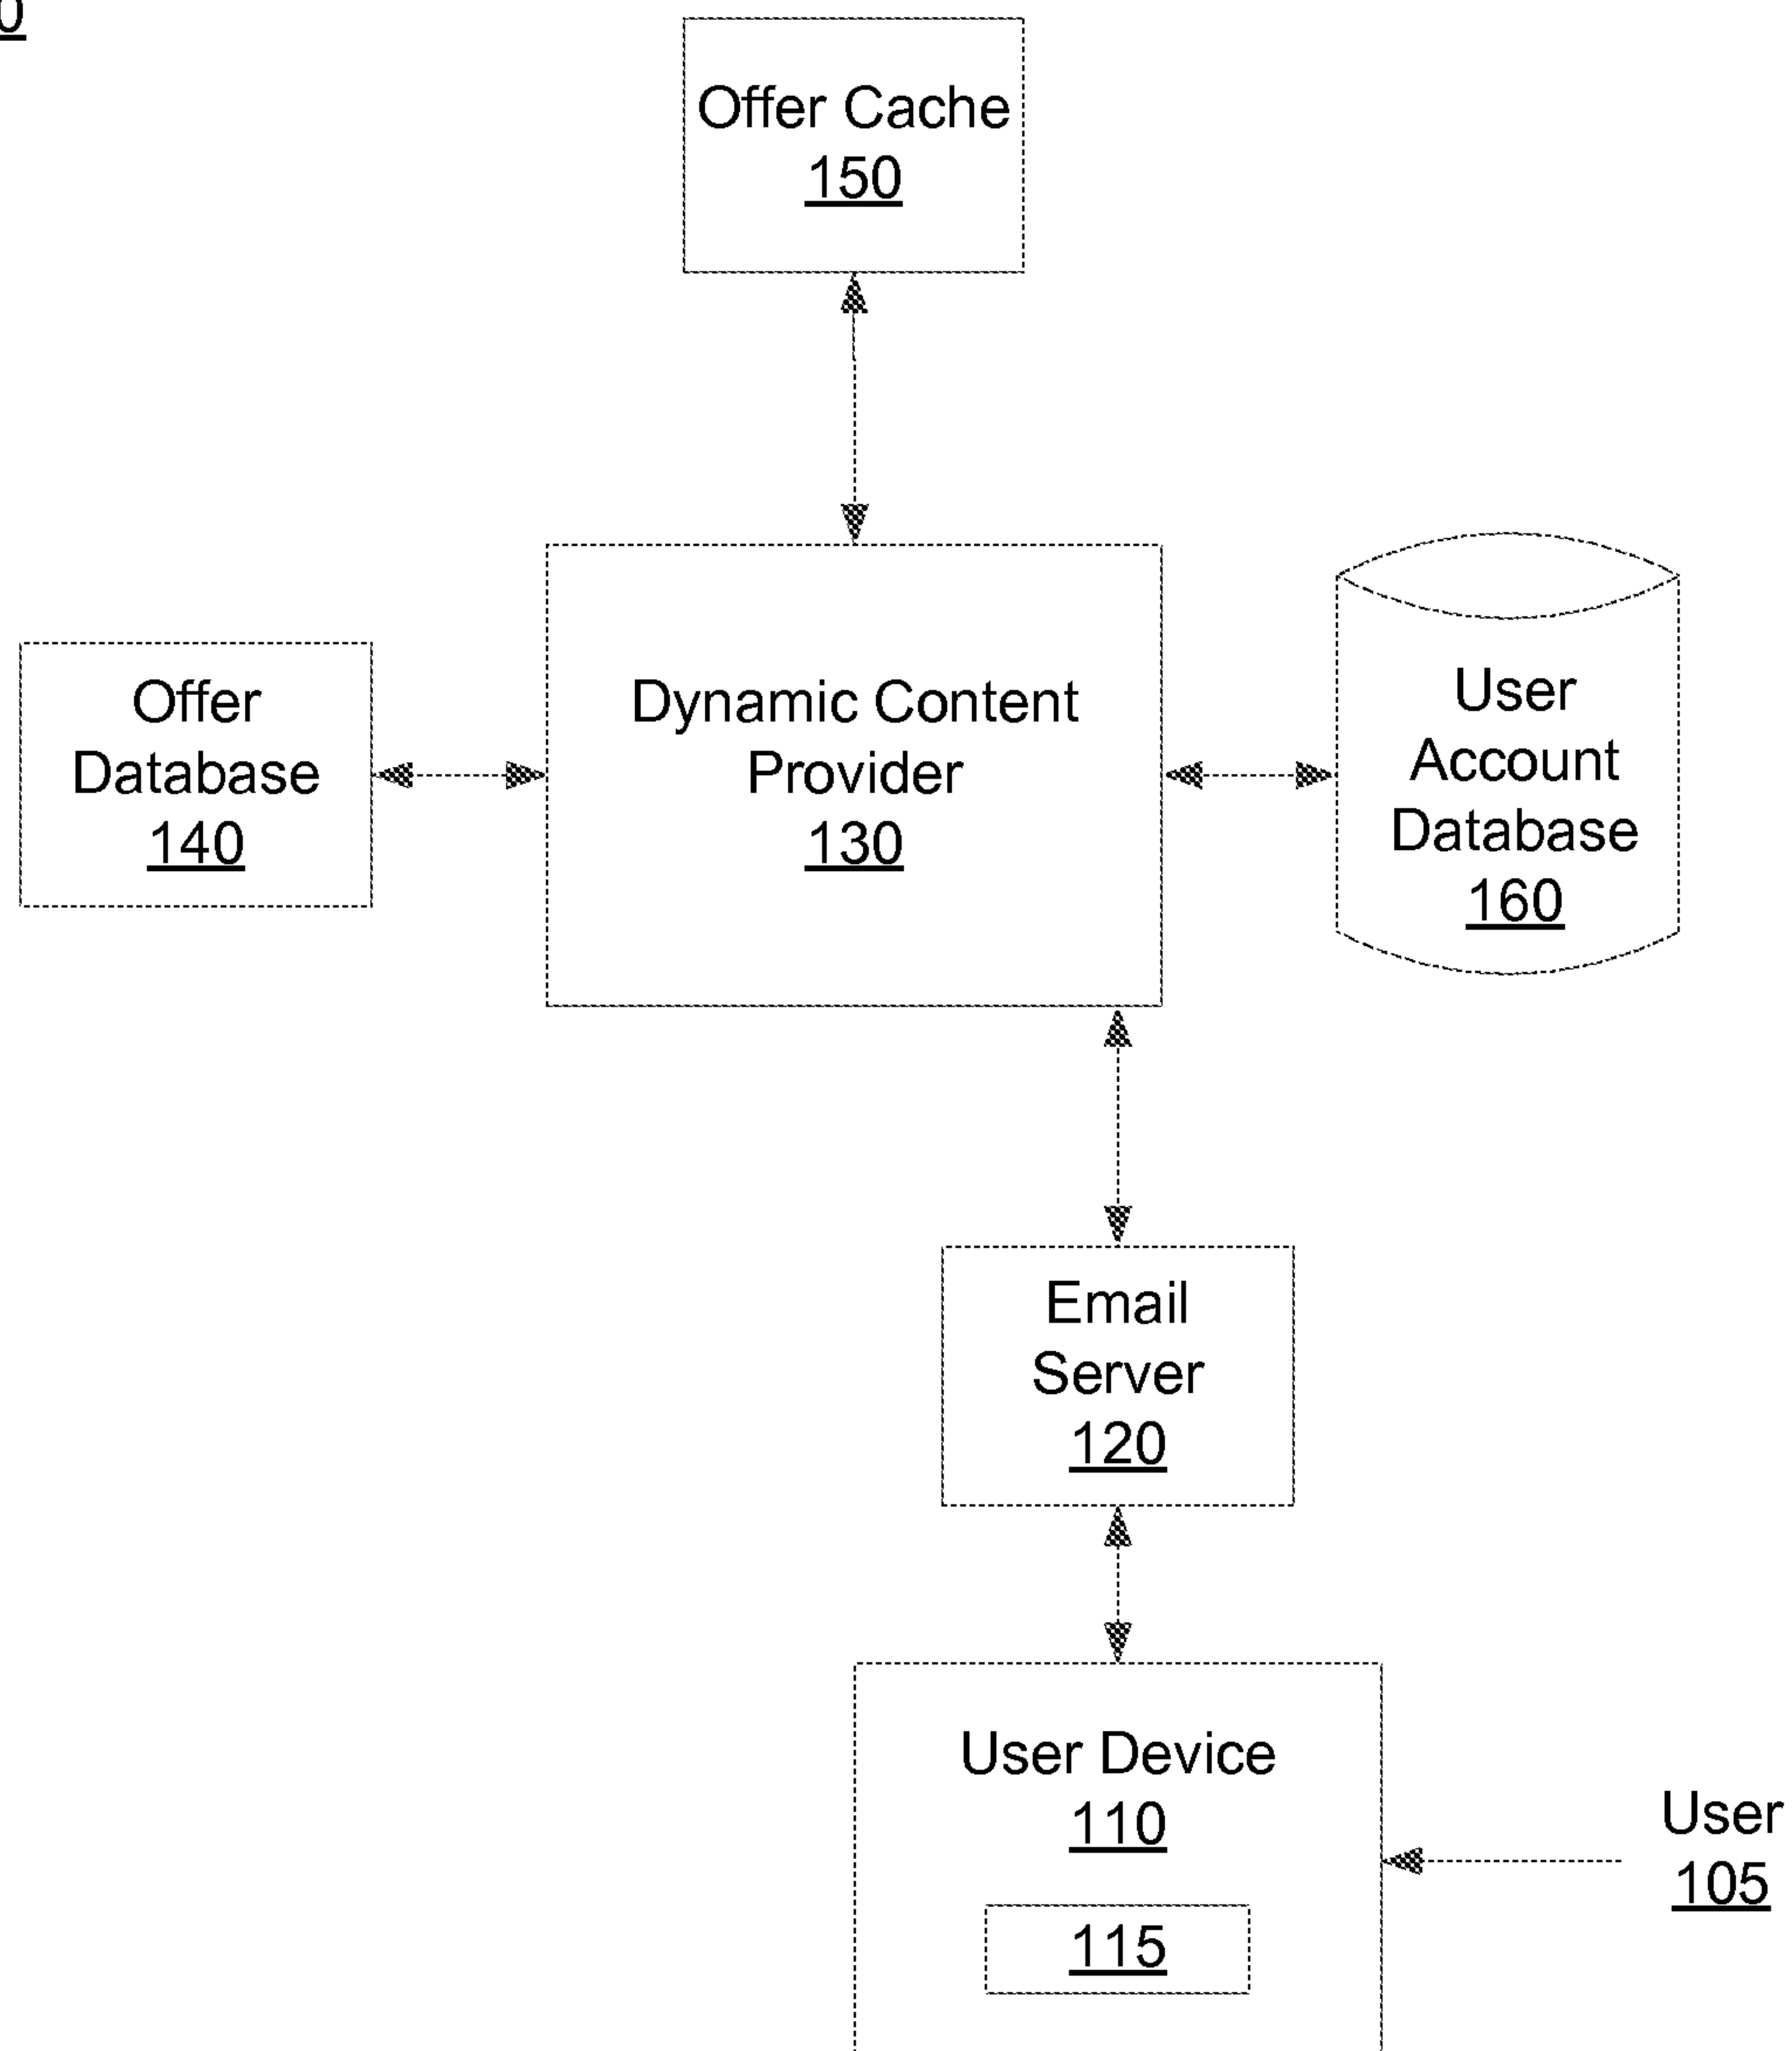 Offer Cache
150
Offer
Database
140
Dynamic Content
Provider
130
User
Account
Database
160
Email
Server
120
User Device
110
115
User
105